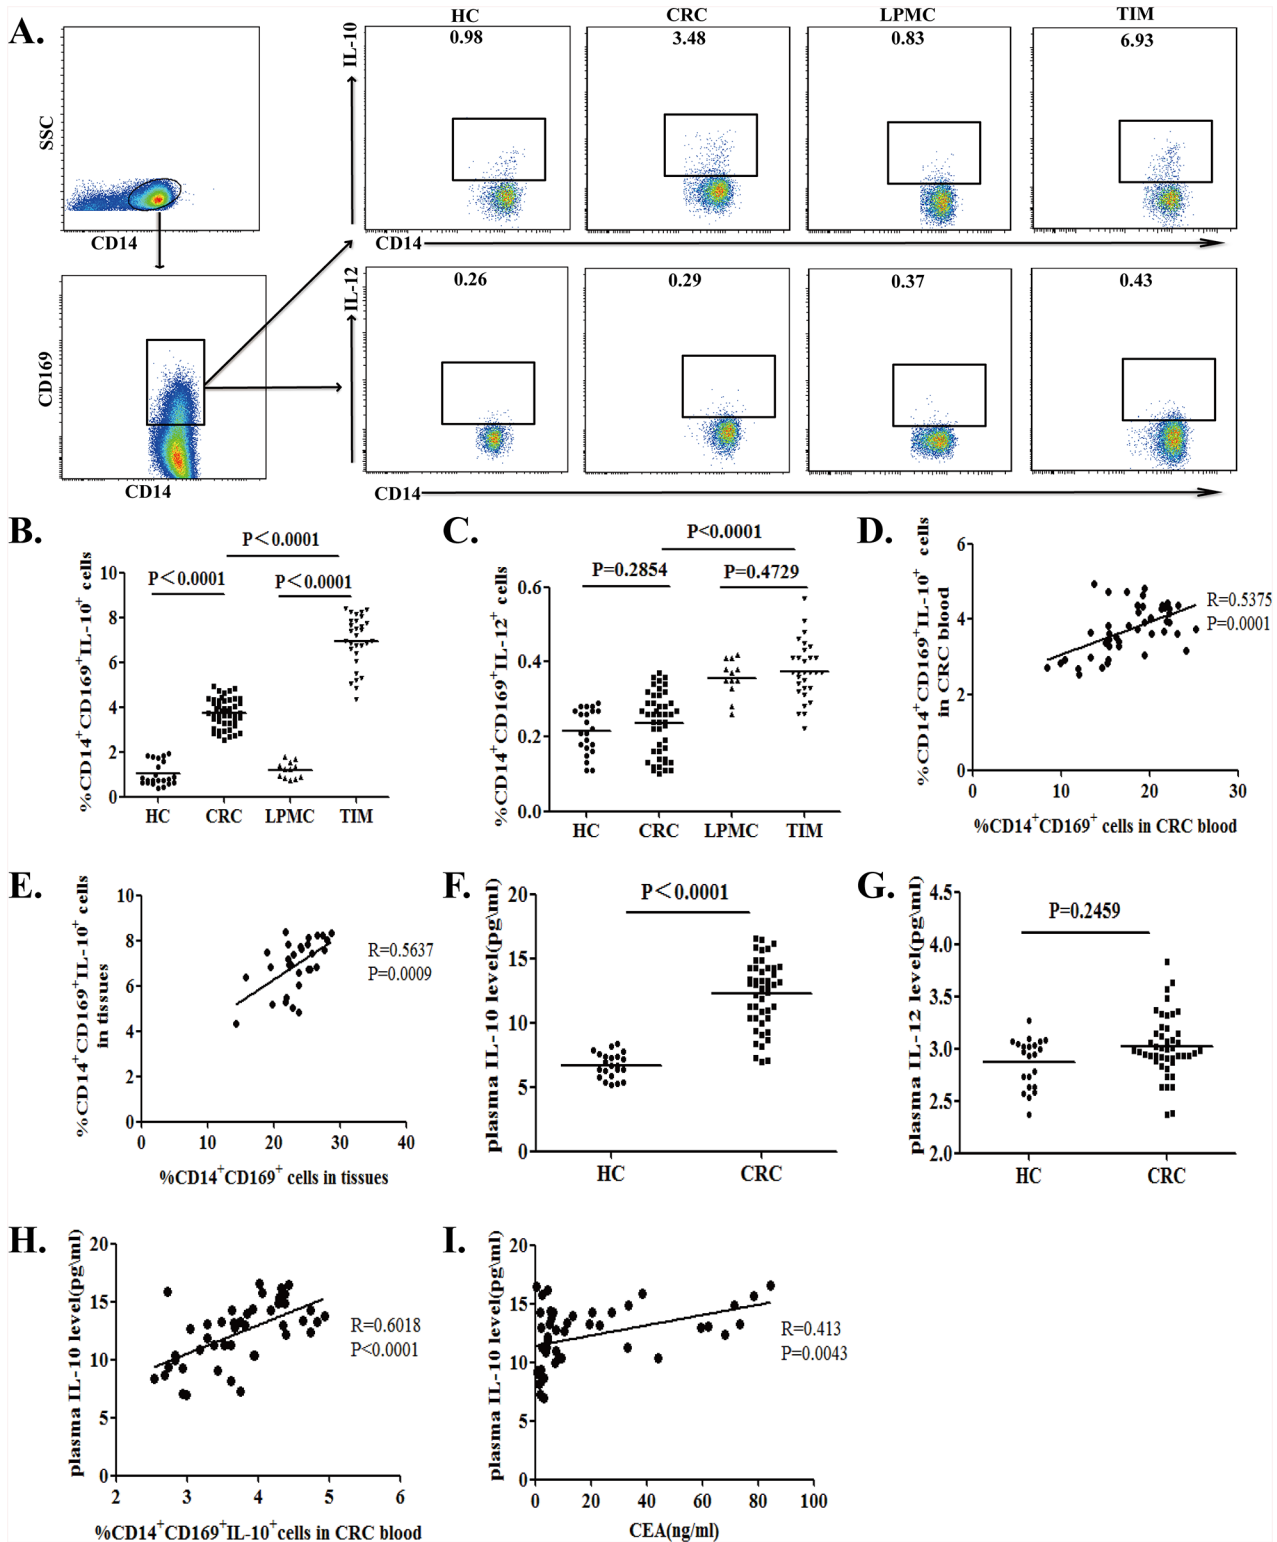 A.
HC CRC LPMC TIM
0.98 3.48 0.83 6.93
IL-10
SSC
CD14
CD14
0.26 0.29 0.37 0.43
IL-12
CD169
CD14
CD14
B.
P<0.0001
P<0.0001 P<0.0001
%CD14+CD169+IL-10+ cells
10
8
6
4
2
0
HC CRC LPMC TIM
C.
P<0.0001
P=0.2854 P=0.4729
%CD14+CD169+IL-12+ cells
0.6
0.4
0.2
0.0
HC CRC LPMC TIM
D.
%CD14+CD169+IL-10+ cells
in CRC blood
6
4
2
0
R=0.5375
P=0.0001
0 10 20 30
%CD14+CD169+ cells in CRC blood
E.
%CD14+CD169+IL-10+ cells
in tissues
10
8
6
4
2
0
R=0.5637
P=0.0009
0 10 20 30 40
%CD14+CD169+ cells in tissues
F.
plasma IL-10 level(pg\ml)
20
15
10
5
0
P<0.0001
HC CRC
G.
plasma IL-12 level(pg\ml)
4.5
4.0
3.5
3.0
2.5
2.0
P=0.2459
HC CRC
H.
plasma IL-10 level(pg\ml)
20
15
10
5
0
R=0.6018
P<0.0001
2 3 4 5 6
%CD14+CD169+IL-10+cells in CRC blood
I.
plasma IL-10 level(pg\ml)
20
15
10
5
0
R=0.413
P=0.0043
0 20 40 60 80 100
CEA(ng/ml)